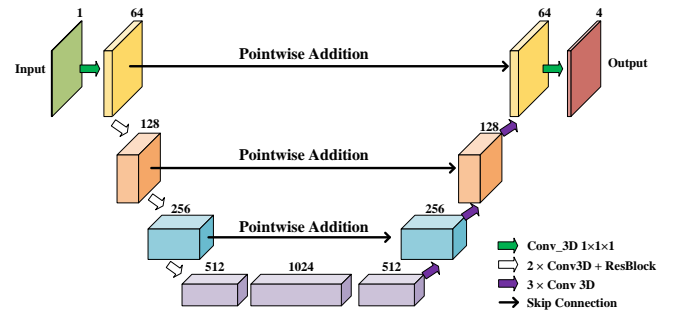 1
64
64
4
Input
Pointwise Addition
Output
128
128
Pointwise Addition
256
256
Pointwise Addition
512
1024
512
Conv_3D 1×1×1
2 × Conv3D + ResBlock
3 × Conv 3D
Skip Connection